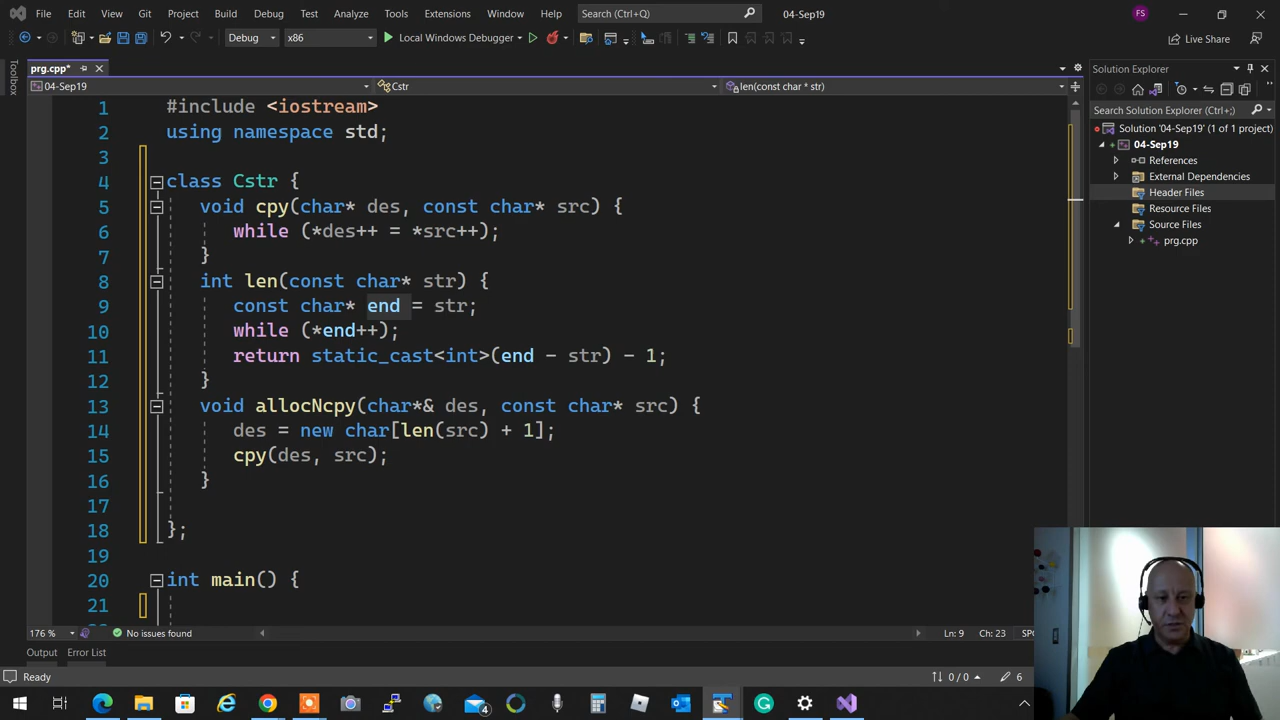 File Edit View Git Project Build Debug Test Analyze Tools Extensions Window Help Search (Ctrl+Q) 04-Sep19 FS
Debug x86 Local Windows Debugger Live Share
Toolbox
prg.cpp*
04-Sep19 Cstr len(const char * str)
1 #include <iostream>
2 using namespace std;
3
4 class Cstr {
5 void cpy(char* des, const char* src) {
6 while (*des++ = *src++);
7 }
8 int len(const char* str) {
9 const char* end = str;
10 while (*end++);
11 return static_cast<int>(end - str) - 1;
12 }
13 void allocNcpy(char*& des, const char* src) {
14 des = new char[len(src) + 1];
15 cpy(des, src);
16 }
17
18 };
19
20 int main() {
21
176 % No issues found Ln: 9 Ch: 23 SPC
Output Error List
Ready 0 / 0 6
Solution Explorer
Search Solution Explorer (Ctrl+;)
Solution '04-Sep19' (1 of 1 project)
04-Sep19
References
External Dependencies
Header Files
Resource Files
Source Files
prg.cpp
4